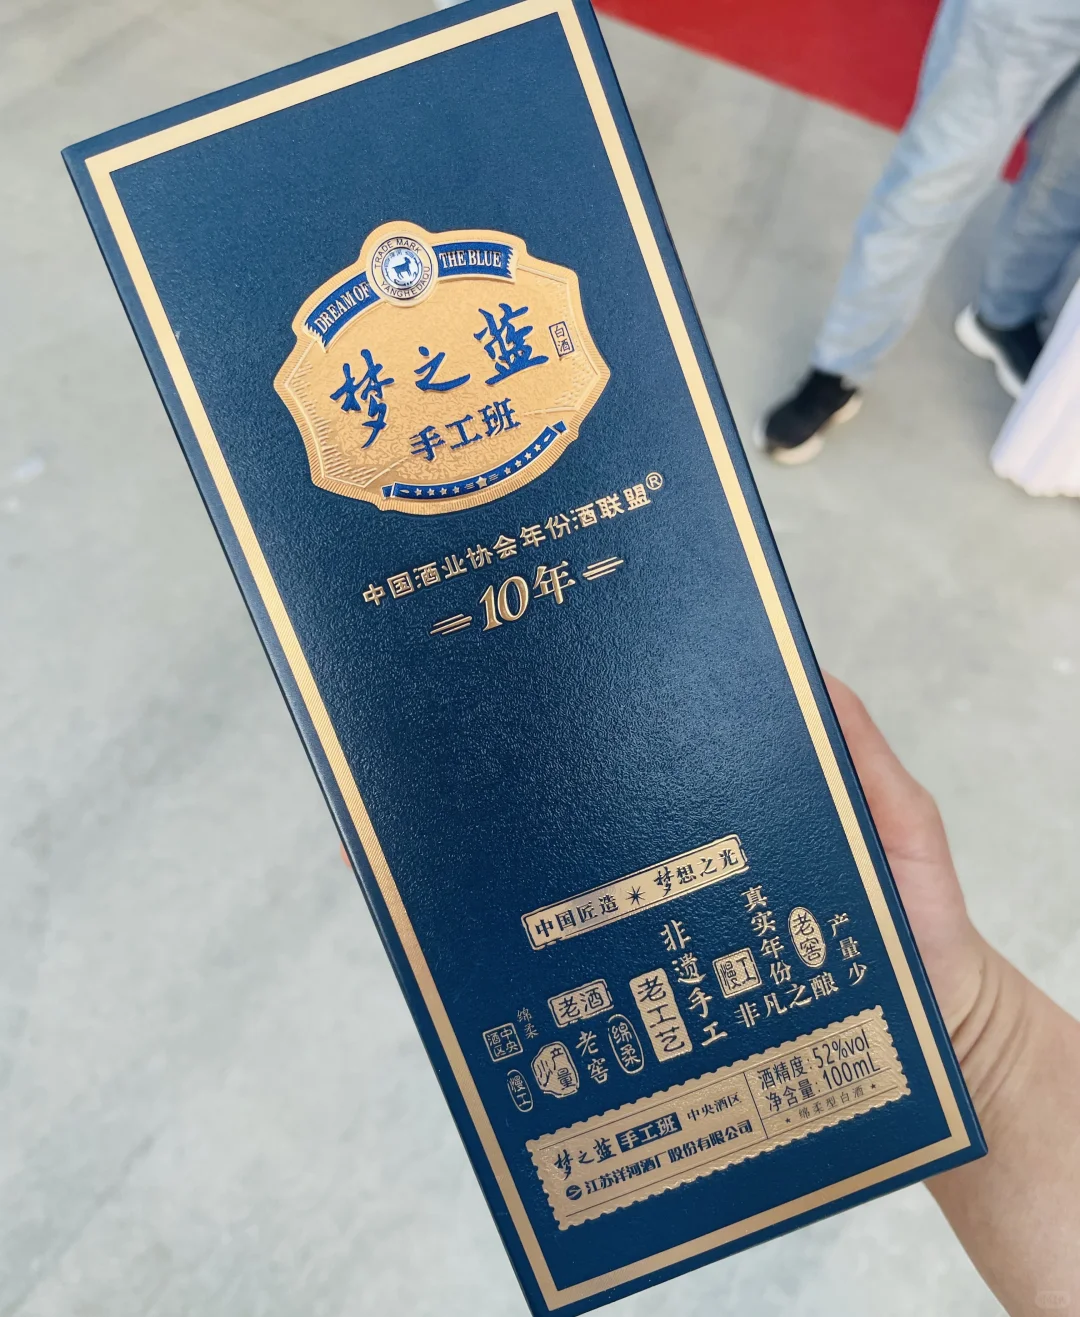 DREAM OF THE BLUE
TRADE MARK
YANGHEDAQU
梦之蓝
白酒
手工班
中国酒业协会年份酒联盟®
10年
中国匠造 梦想之光
真实年份
老窖
产量少
非遗手工
慢工
非凡之酿
老酒
老工艺
绵柔
中央酒区
老窖
绵柔
产量少
慢工
梦之蓝 手工班 中央酒区
江苏洋河酒厂股份有限公司
酒精度:52%vol
净含量:100mL
绵柔型白酒